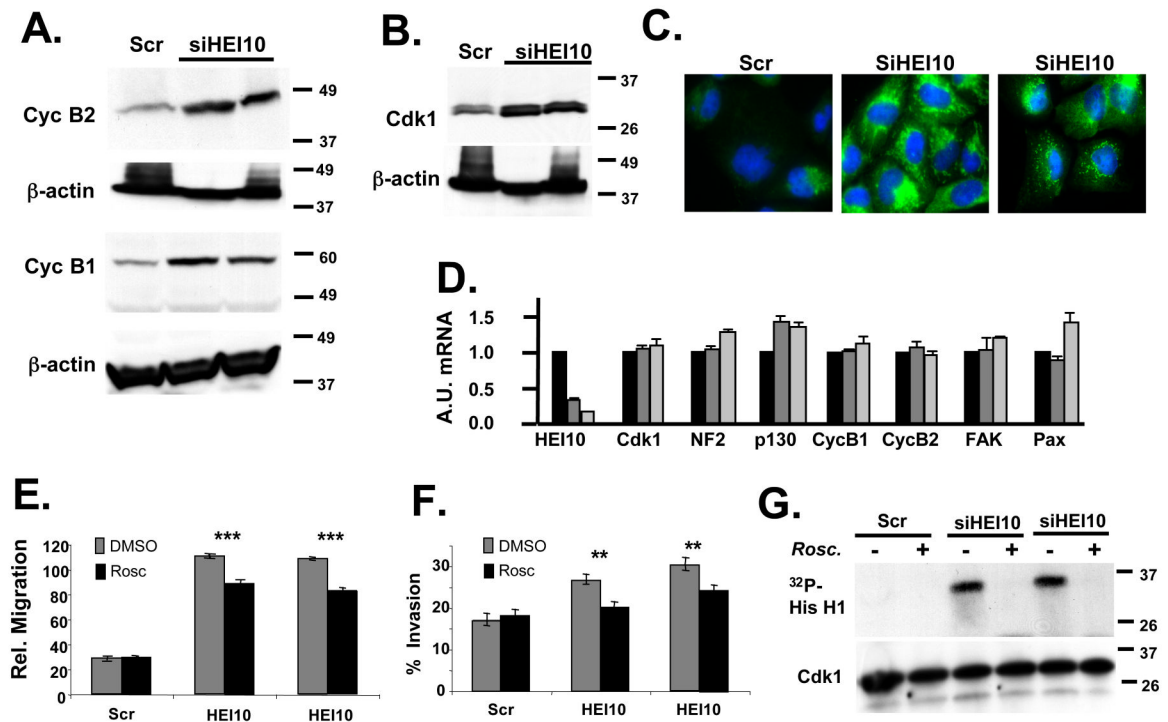 A.
Scr siHEI10
Cyc B2
49
37
β-actin
49
37
Cyc B1
60
49
β-actin
49
37
B.
Scr siHEI10
Cdk1
37
26
β-actin
49
37
C.
Scr SiHEI10 SiHEI10
D.
A.U. mRNA
1.5
1.0
0.5
0.0
HEI10 Cdk1 NF2 p130 CycB1 CycB2 FAK Pax
E.
Rel. Migration
120
100
80
60
40
20
0
DMSO
Rosc
*** ***
Scr HEI10 HEI10
F.
% Invasion
30
20
10
0
DMSO
Rosc
** **
Scr HEI10 HEI10
G.
Scr siHEI10 siHEI10
Rosc. - + - + - +
32P-
His H1
37
26
Cdk1
37
26